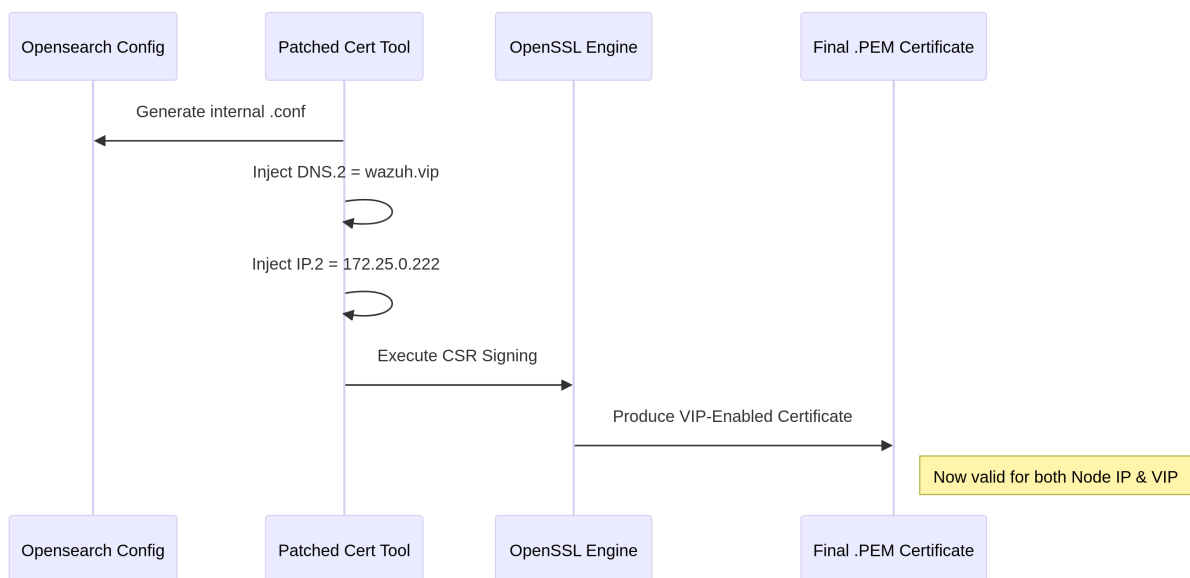 Opensearch Config
Patched Cert Tool
OpenSSL Engine
Final .PEM Certificate
Generate internal .conf
Inject DNS.2 = wazuh.vip
Inject IP.2 = 172.25.0.222
Execute CSR Signing
Produce VIP-Enabled Certificate
Now valid for both Node IP & VIP
Opensearch Config
Patched Cert Tool
OpenSSL Engine
Final .PEM Certificate